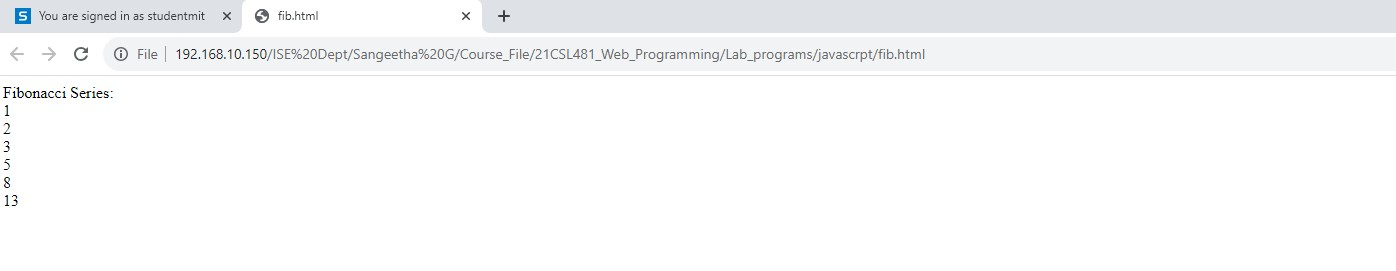 S You are signed in as studentmit
fib.html
File 192.168.10.150/ISE%20Dept/Sangeetha%20G/Course_File/21CSL481_Web_Programming/Lab_programs/javascrpt/fib.html
Fibonacci Series:
1
2
3
5
8
13